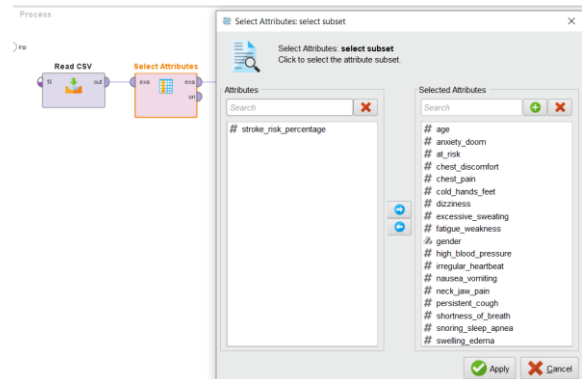 Process
inp
Read CSV
fil
out
Select Attributes
exa
exa
ori
Select Attributes: select subset
Select Attributes: select subset
Click to select the attribute subset.
Attributes
Search
# stroke_risk_percentage
Selected Attributes
Search
# age
# anxiety_doom
# at_risk
# chest_discomfort
# chest_pain
# cold_hands_feet
# dizziness
# excessive_sweating
# fatigue_weakness
gender
# high_blood_pressure
# irregular_heartbeat
# nausea_vomiting
# neck_jaw_pain
# persistent_cough
# shortness_of_breath
# snoring_sleep_apnea
# swelling_edema
Apply
Cancel